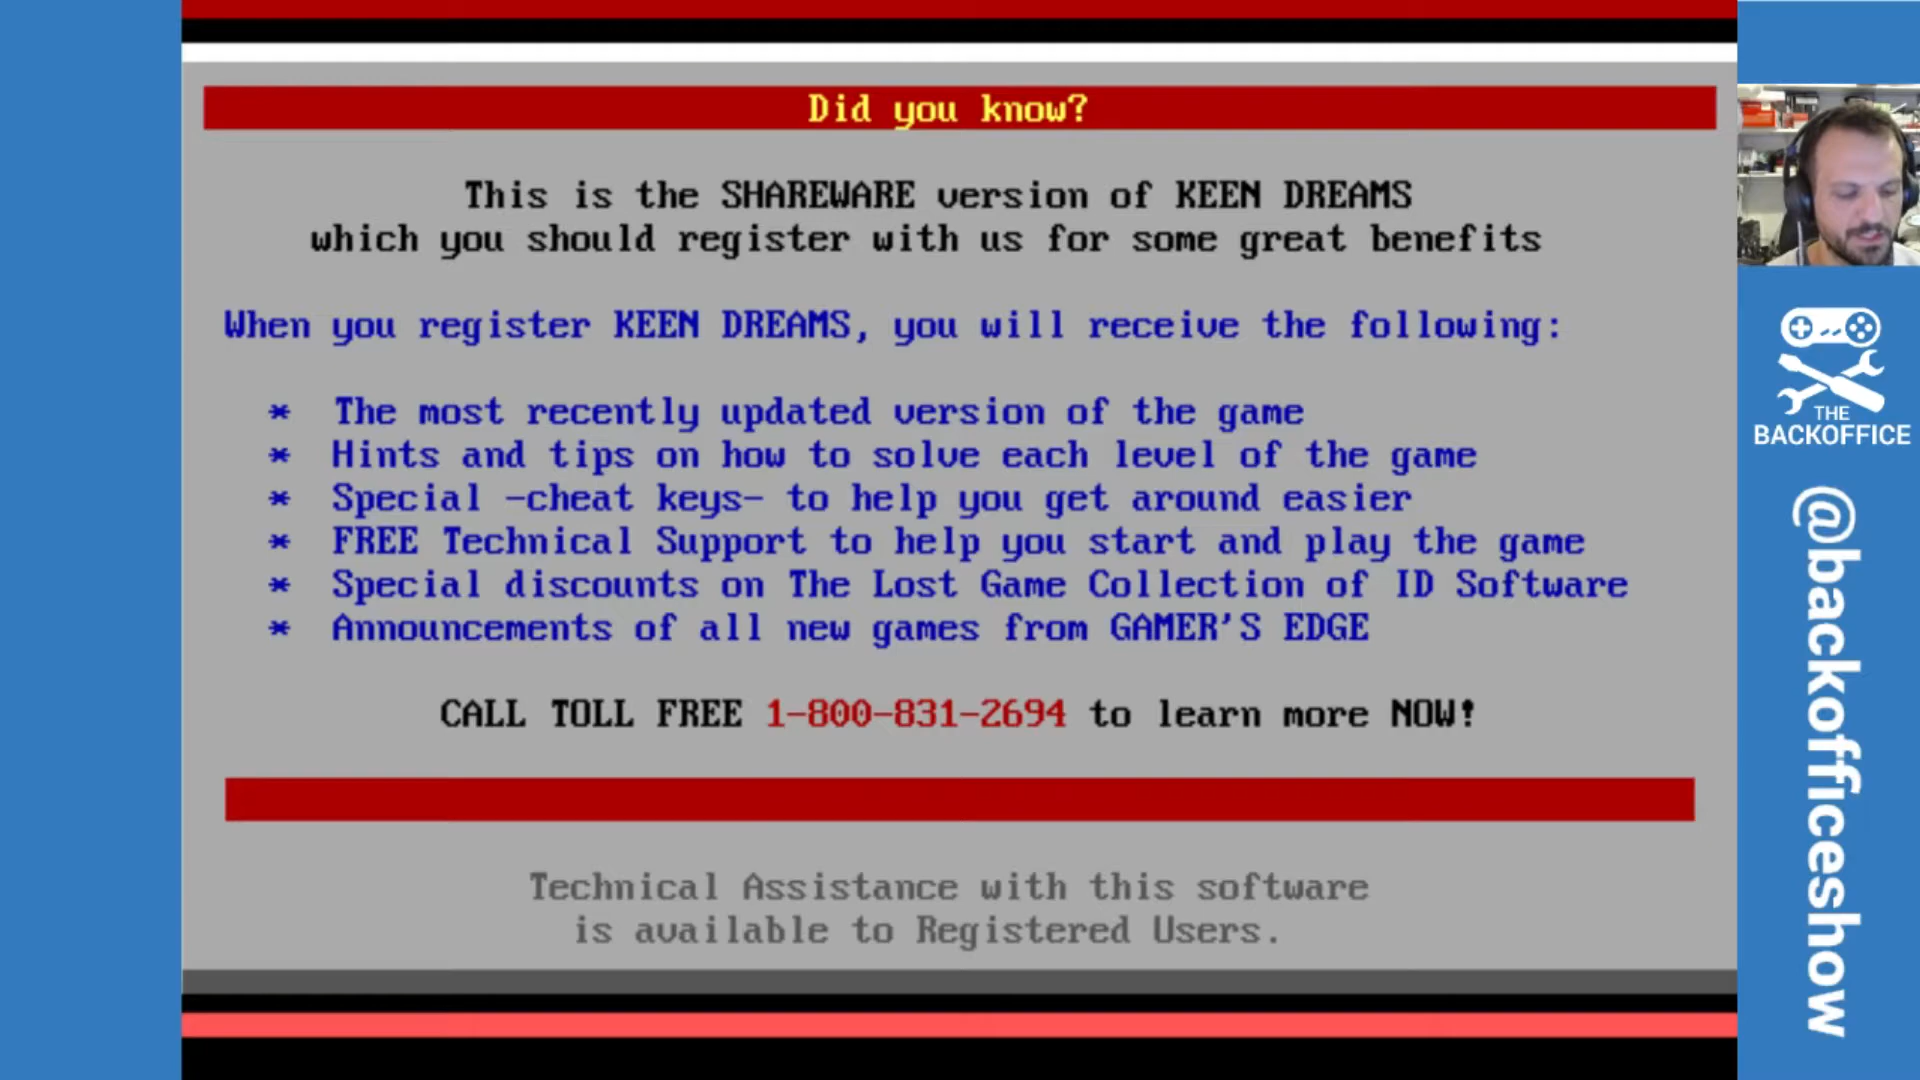 Did you know?
This is the SHAREWARE version of KEEN DREAMS
which you should register with us for some great benefits
When you register KEEN DREAMS, you will receive the following:
* The most recently updated version of the game
* Hints and tips on how to solve each level of the game
* Special -cheat keys- to help you get around easier
* FREE Technical Support to help you start and play the game
* Special discounts on The Lost Game Collection of ID Software
* Announcements of all new games from GAMER'S EDGE
CALL TOLL FREE 1-800-831-2694 to learn more NOW!
Technical Assistance with this software
is available to Registered Users.
THE
BACKOFFICE
@backofficeshow